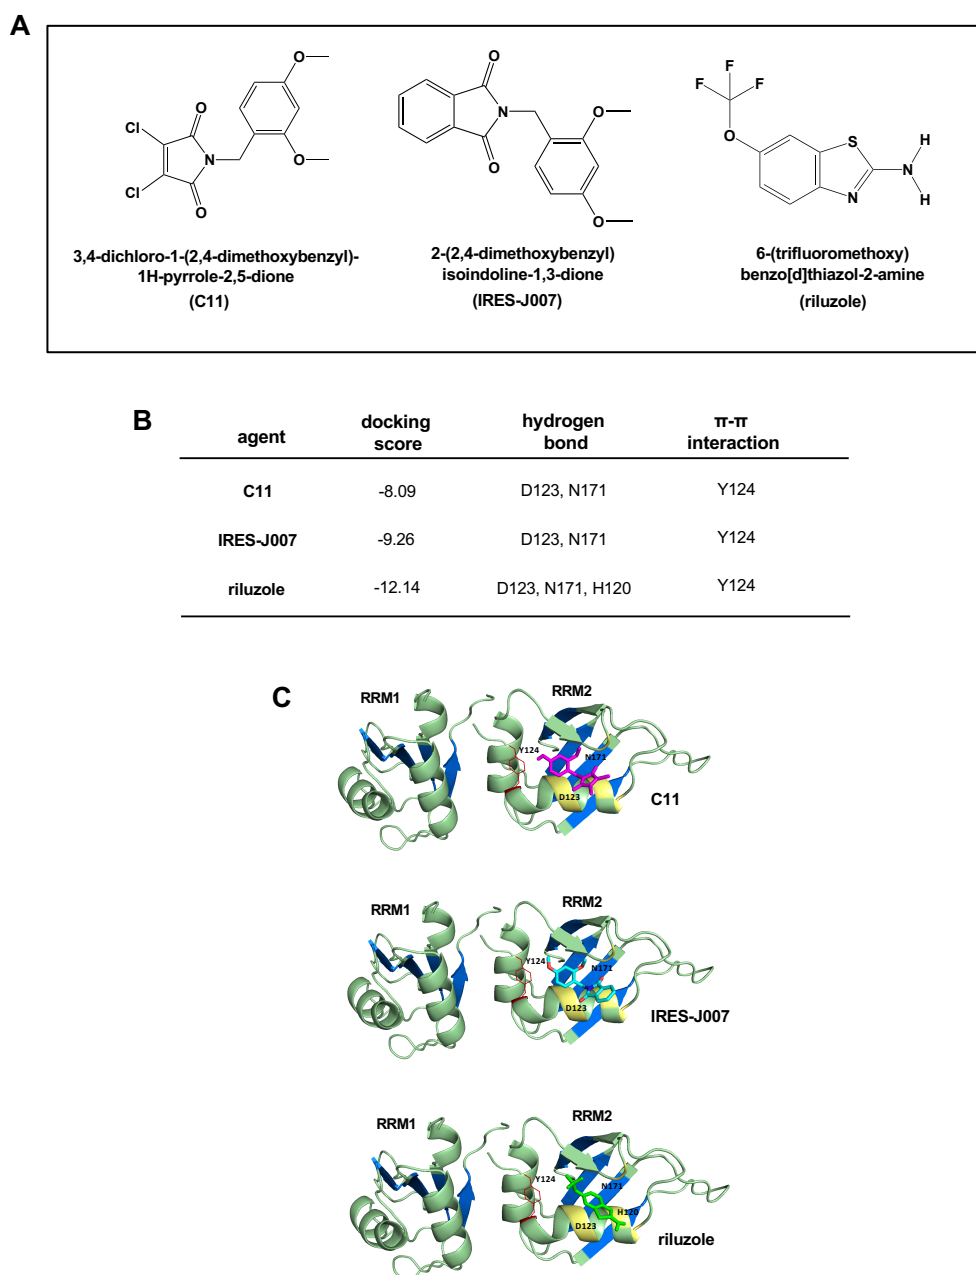 A
O
O
Cl
N
O
Cl
O
3,4-dichloro-1-(2,4-dimethoxybenzyl)-
1H-pyrrole-2,5-dione
(C11)
O
N
O
O
O
2-(2,4-dimethoxybenzyl)
isoindoline-1,3-dione
(IRES-J007)
F
F
F
O
S
H
N
N
H
6-(trifluoromethoxy)
benzo[d]thiazol-2-amine
(riluzole)
B
agent docking score hydrogen bond π-π interaction
C11 -8.09 D123, N171 Y124
IRES-J007 -9.26 D123, N171 Y124
riluzole -12.14 D123, N171, H120 Y124
C
RRM1 RRM2
Y124 N171
D123
C11
RRM1 RRM2
Y124 N171
D123
IRES-J007
RRM1 RRM2
Y124 N171
D123 H120
riluzole